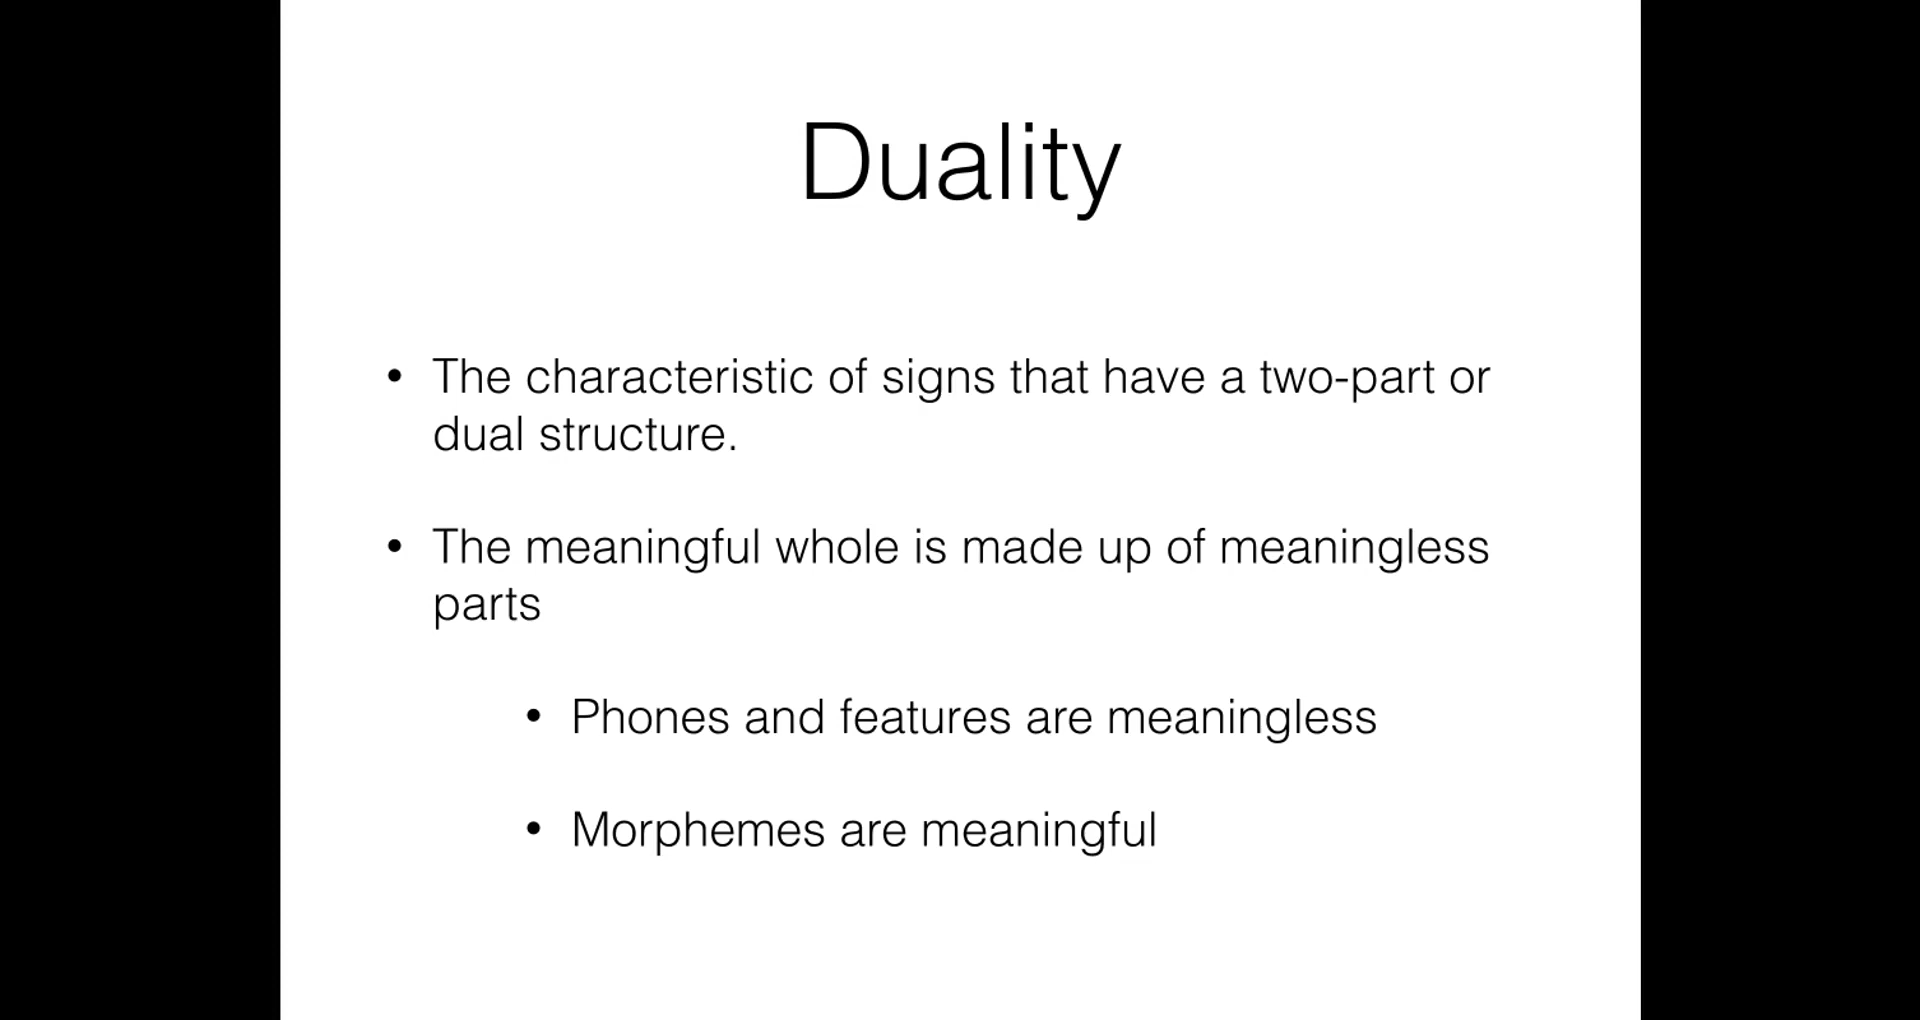 Duality
• The characteristic of signs that have a two-part or
dual structure.
• The meaningful whole is made up of meaningless
parts
• Phones and features are meaningless
• Morphemes are meaningful